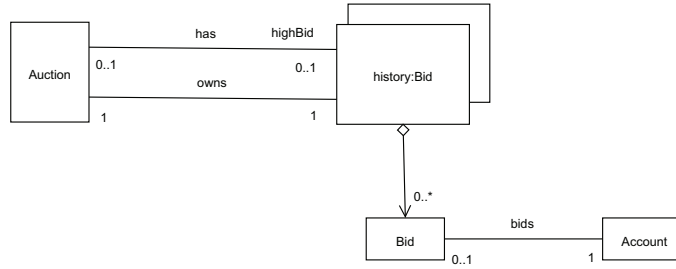 has
highBid
0..1
0..1
Auction
history:Bid
owns
1
1
0..*
bids
Bid
Account
0..1
1